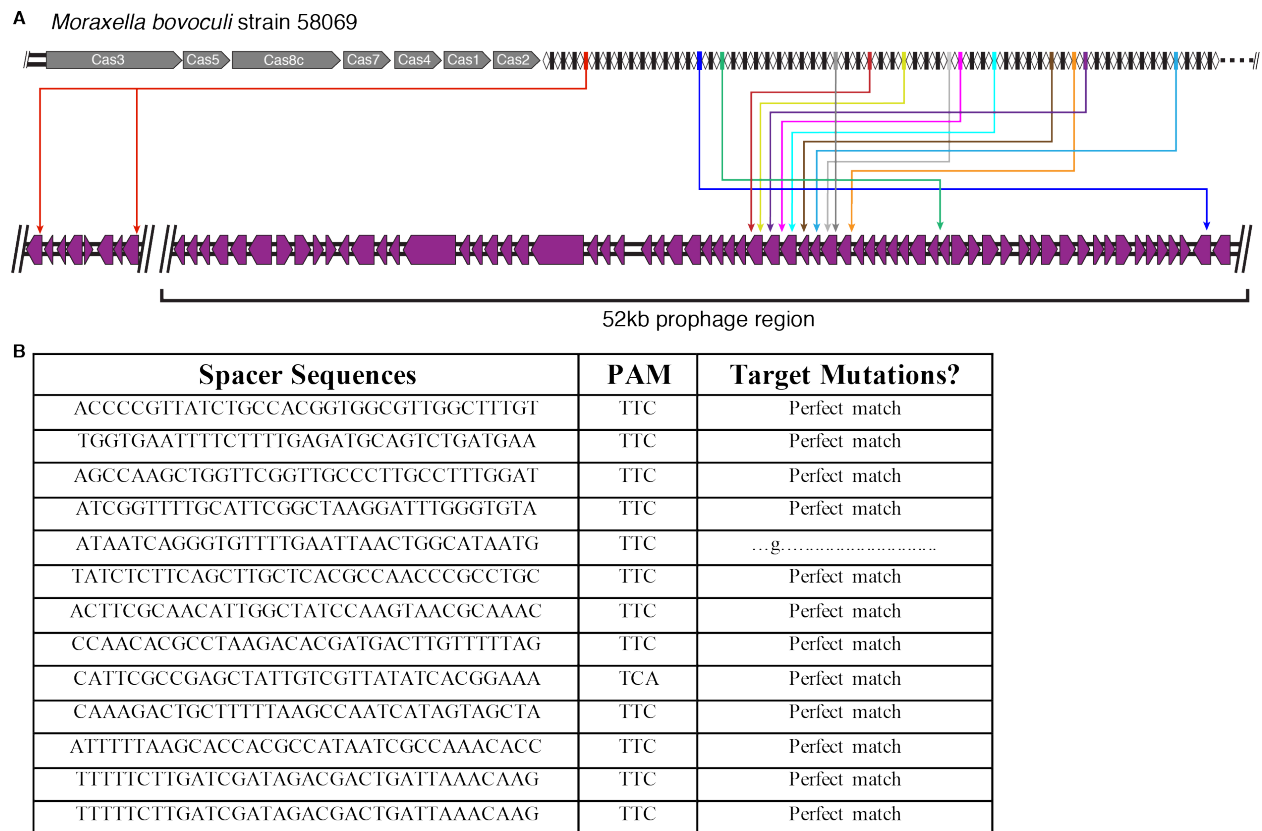 A
Moraxella bovoculi strain 58069
Cas3 Cas5 Cas8c Cas7 Cas4 Cas1 Cas2
52kb prophage region
B
Spacer Sequences PAM Target Mutations?
ACCCCGTTATCTGCCACGGTGGCGTTGGCTTTGT TTC Perfect match
TGGTGAATTTTCTTTTGAGATGCAGTCTGATGAA TTC Perfect match
AGCCAAGCTGGTTCGGTTGCCCTTGCCTTTGGAT TTC Perfect match
ATCGGTTTTGCATTCGGCTAAGGATTTGGGTGTA TTC Perfect match
ATAATCAGGGTGTTTTGAATTAACTGGCATAATG TTC ...g..............................
TATCTCTTCAGCTTGCTCACGCCAACCCGCCTGC TTC Perfect match
ACTTCGCAACATTGGCTATCCAAGTAACGCAAAC TTC Perfect match
CCAACACGCCTAAGACACGATGACTTGTTTTTAG TTC Perfect match
CATTCGCCGAGCTATTGTCGTTATATCACGGAAA TCA Perfect match
CAAAGACTGCTTTTTAAGCCAATCATAGTAGCTA TTC Perfect match
ATTTTTAAGCACCACGCCATAATCGCCAAACACC TTC Perfect match
TTTTTCTTGATCGATAGACGACTGATTAAACAAG TTC Perfect match
TTTTTCTTGATCGATAGACGACTGATTAAACAAG TTC Perfect match